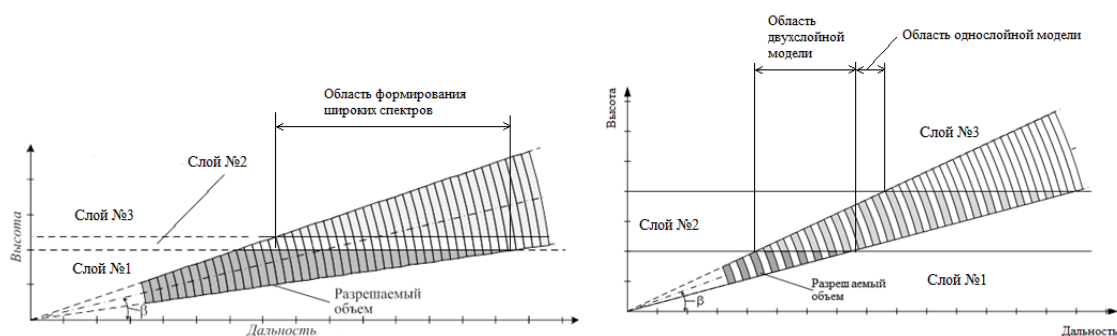 Область формирования
широких спектров
Слой №2
Слой №3
Слой №1
Высота
β
Разрешаемый
объем
Дальность
Область
двухслойной
модели
Область однослойной модели
Высота
Слой №3
Слой №2
Слой №1
β
Разрешаемый
объем
Дальность